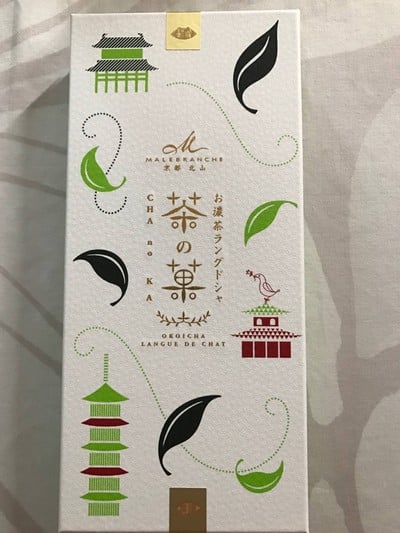 M
MALEBRANCHE
京都 北山
お濃茶ラングドシャ
茶の菓
CHA no KA
OKOICHA
LANGUE DE CHAT